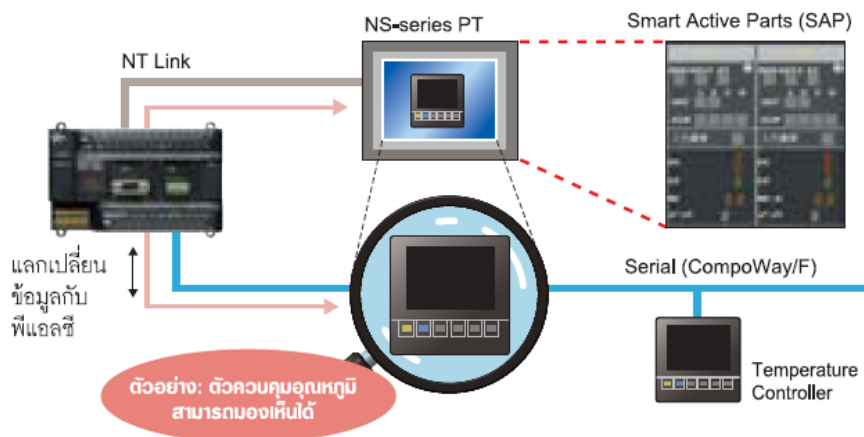 NS-series PT
Smart Active Parts (SAP)
NT Link
แลกเปลี่ยน
ข้อมูลกับ
พีแอลซี
Serial (CompoWay/F)
ตัวอย่าง: ตัวควบคุมอุณหภูมิ
สามารถมองเห็นได้
Temperature
Controller